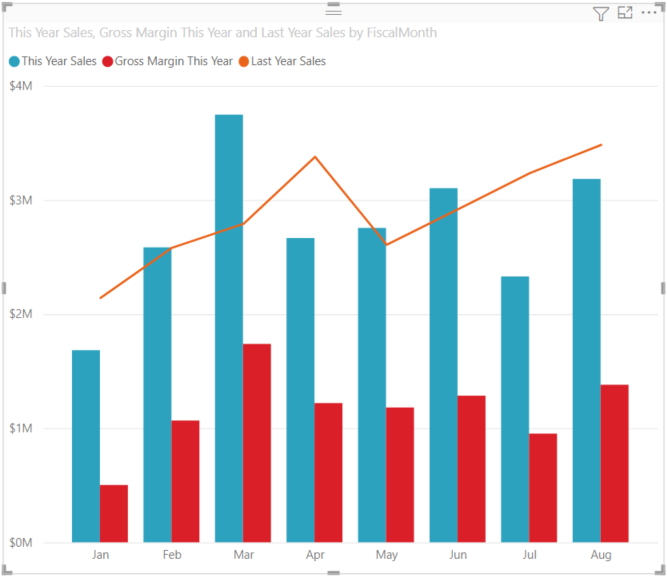 This Year Sales, Gross Margin This Year and Last Year Sales by FiscalMonth
This Year Sales Gross Margin This Year Last Year Sales
$4M
$3M
$2M
$1M
$0M
Jan Feb Mar Apr May Jun Jul Aug